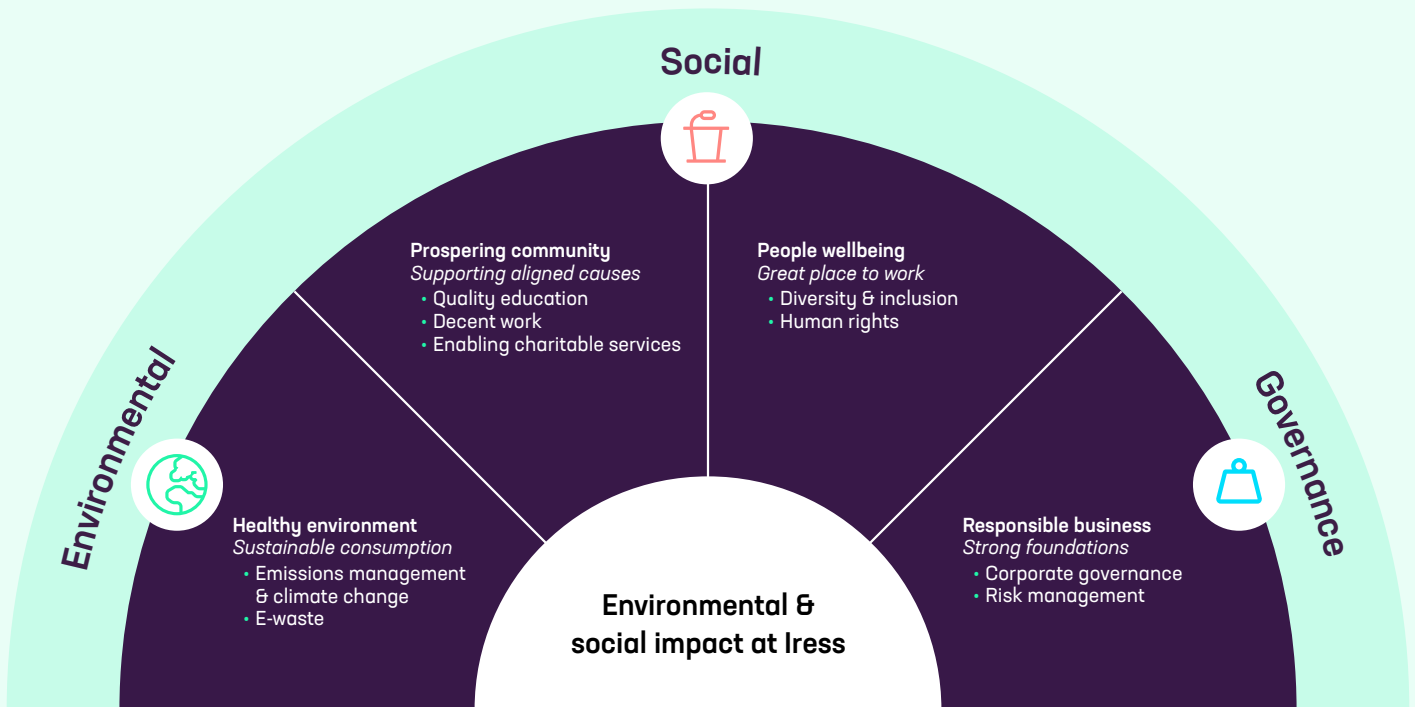 Social
Environmental
Governance
Prospering community
Supporting aligned causes
• Quality education
• Decent work
• Enabling charitable services
People wellbeing
Great place to work
• Diversity & inclusion
• Human rights
Healthy environment
Sustainable consumption
• Emissions management
& climate change
• E-waste
Responsible business
Strong foundations
• Corporate governance
• Risk management
Environmental &
social impact at Iress